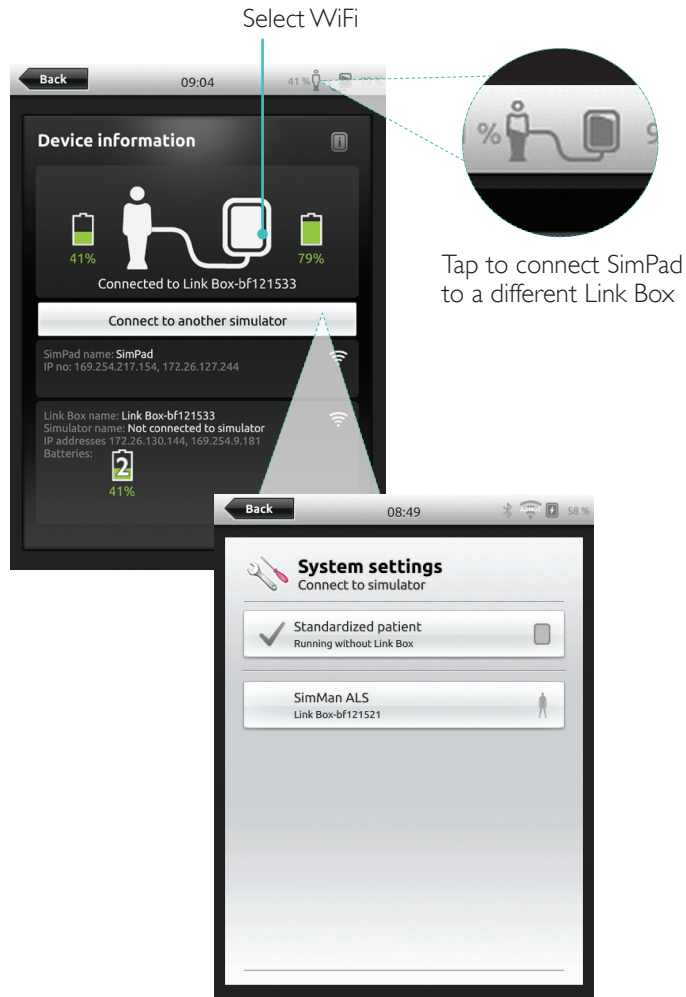 Select WiFi
Back
09:04
41 %
Device information
41%
79%
Connected to Link Box-bf121533
Connect to another simulator
SimPad name: SimPad
IP no: 169.254.217.154, 172.26.127.244
Link Box name: Link Box-bf121533
Simulator name: Not connected to simulator
IP addresses 172.26.130.144, 169.254.9.181
Batteries:
2
41%
%
9
Tap to connect SimPad
to a different Link Box
Back
08:49
ADHOC
58 %
System settings
Connect to simulator
Standardized patient
Running without Link Box
SimMan ALS
Link Box-bf121521